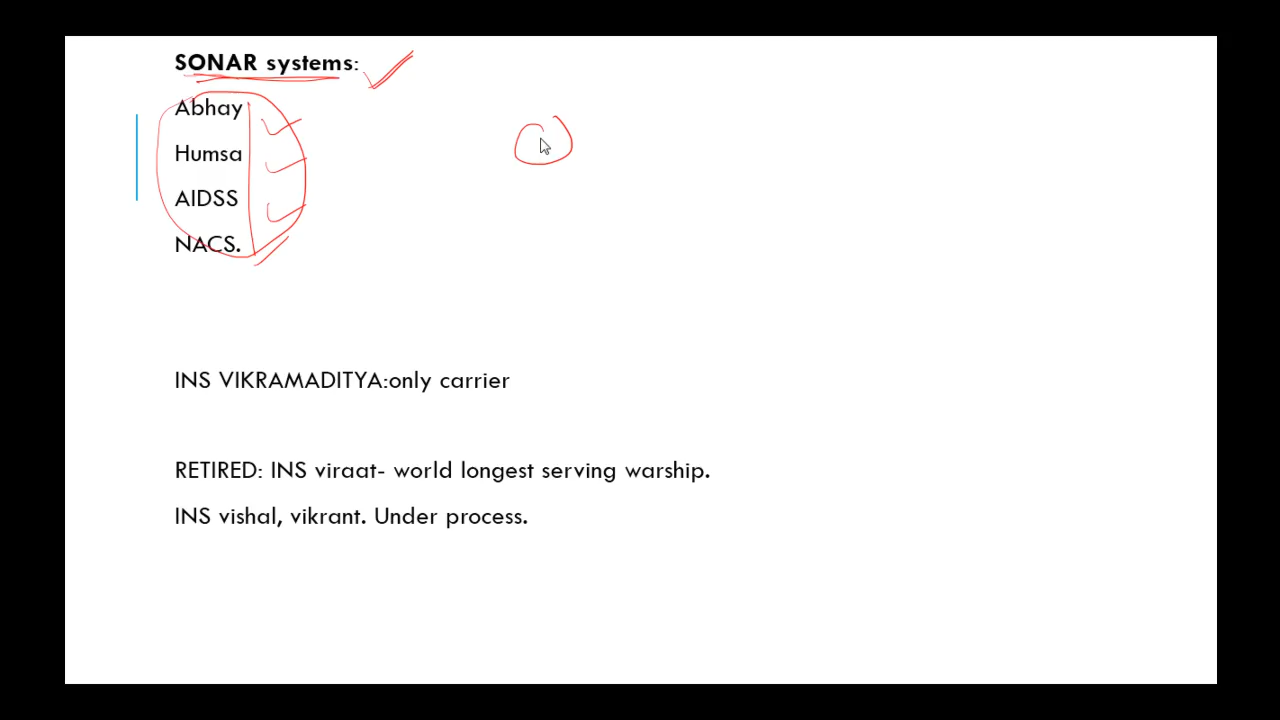 SONAR systems:
Abhay
Humsa
AIDSS
NACS.
INS VIKRAMADITYA:only carrier
RETIRED: INS viraat- world longest serving warship.
INS vishal, vikrant. Under process.